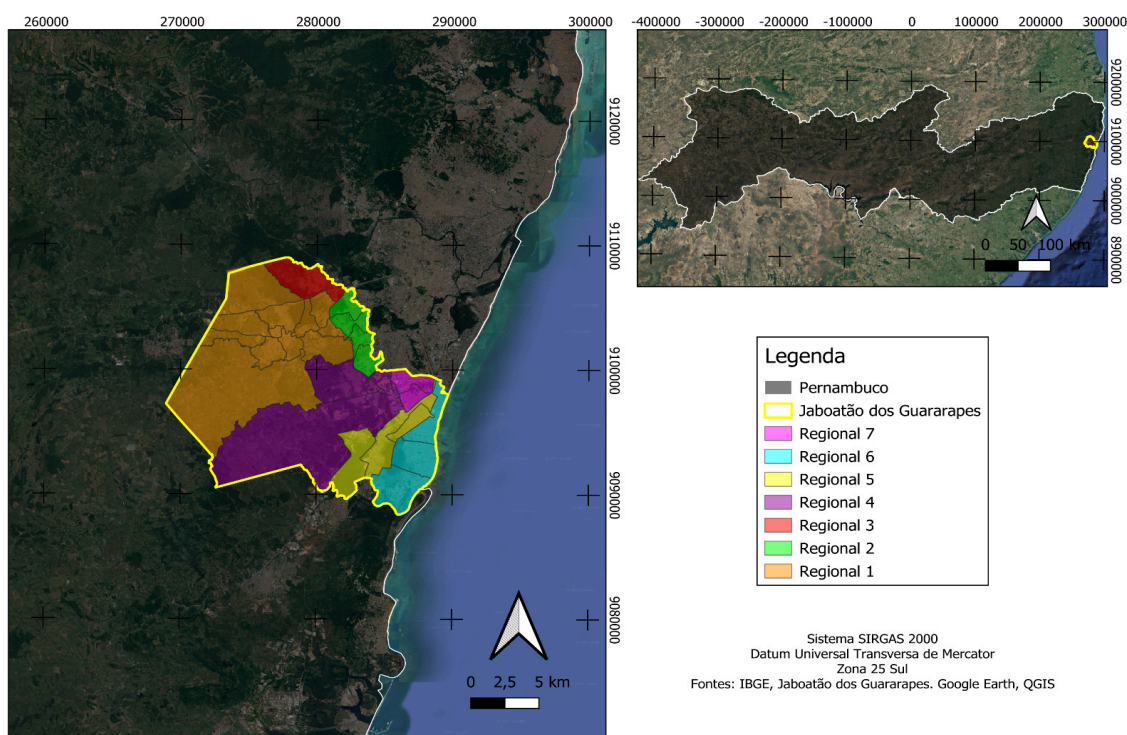 260000 270000 280000 290000 300000
9120000
9110000
9100000
9090000
9080000
0 2,5 5 km
-400000 -300000 -200000 -100000 0 100000 200000 300000
9200000
9100000
9000000
8900000
0 50 100 km
Legenda
Pernambuco
Jaboatão dos Guararapes
Regional 7
Regional 6
Regional 5
Regional 4
Regional 3
Regional 2
Regional 1
Sistema SIRGAS 2000
Datum Universal Transversa de Mercator
Zona 25 Sul
Fontes: IBGE, Jaboatão dos Guararapes. Google Earth, QGIS